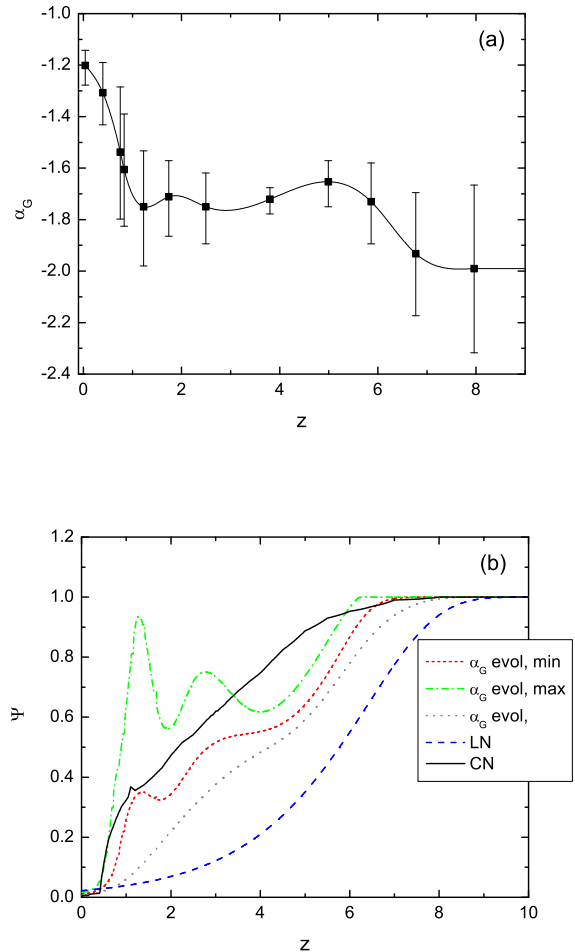 (a)
-1.0
-1.2
-1.4
-1.6
-1.8
-2.0
-2.2
-2.4
αG
0 2 4 6 8
z
(b)
1.2
1.0
0.8
0.6
0.4
0.2
0.0
Ψ
αG evol, min
αG evol, max
αG evol,
LN
CN
0 2 4 6 8 10
z